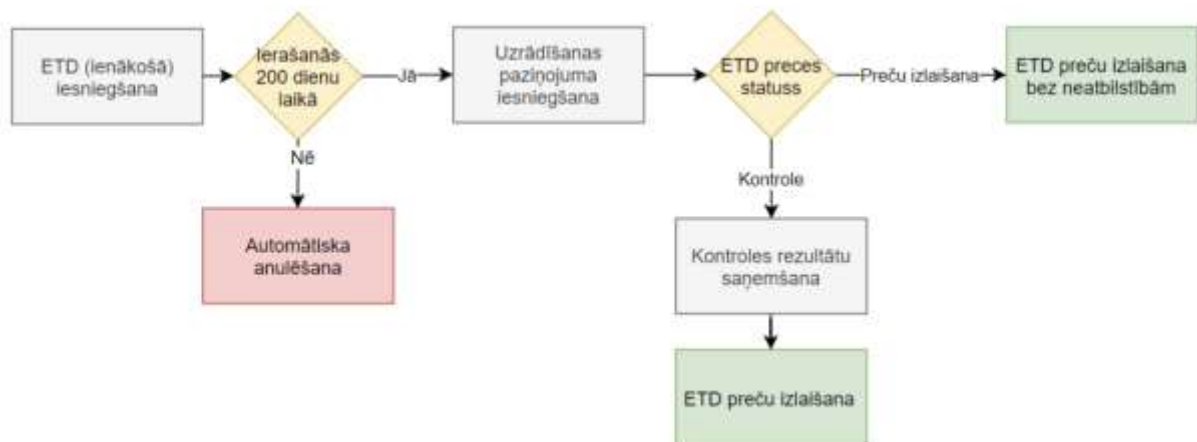 ETD (ienākošā)
iesniegšana
Ierašanās
200 dienu
laikā
Jā
Uzrādīšanas
paziņojuma
iesniegšana
ETD preces
statuss
Preču izlaišana
ETD preču izlaišana
bez neatbilstībām
Nē
Kontrole
Automātiska
anulēšana
Kontroles rezultātu
saņemšana
ETD preču izlaišana